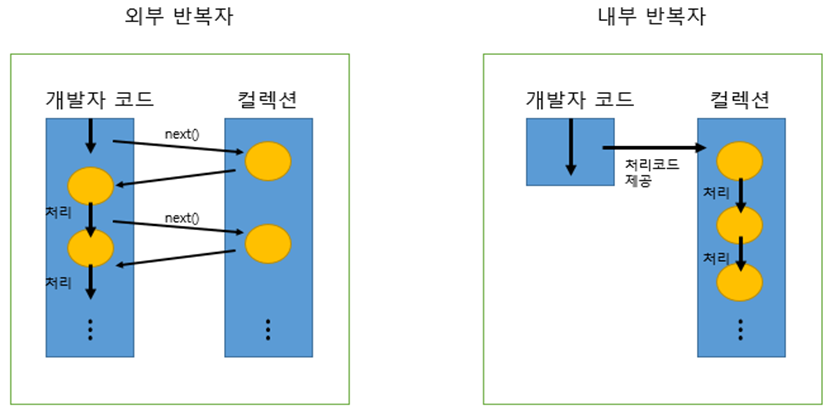 외부 반복자
개발자 코드
컬렉션
next()
처리
next()
처리
내부 반복자
개발자 코드
컬렉션
처리코드
제공
처리
처리